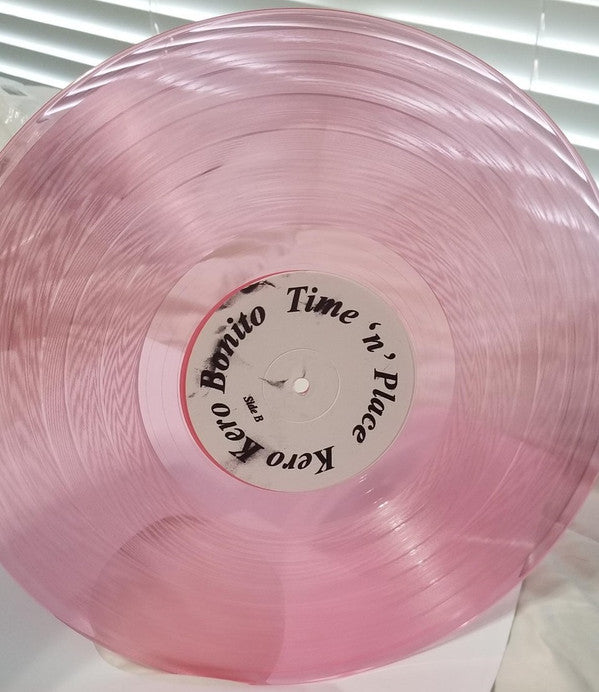 Kero Kero Bonito Time ‘n’ Place
Side B